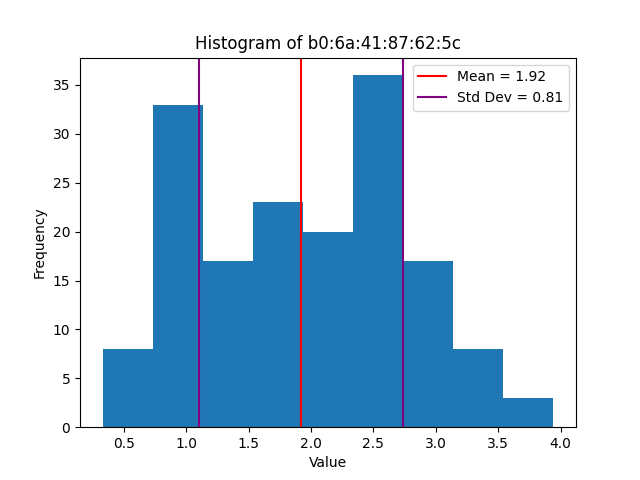 Histogram of b0:6a:41:87:62:5c
Mean = 1.92
Std Dev = 0.81
Frequency
35
30
25
20
15
10
5
0
0.5 1.0 1.5 2.0 2.5 3.0 3.5 4.0
Value